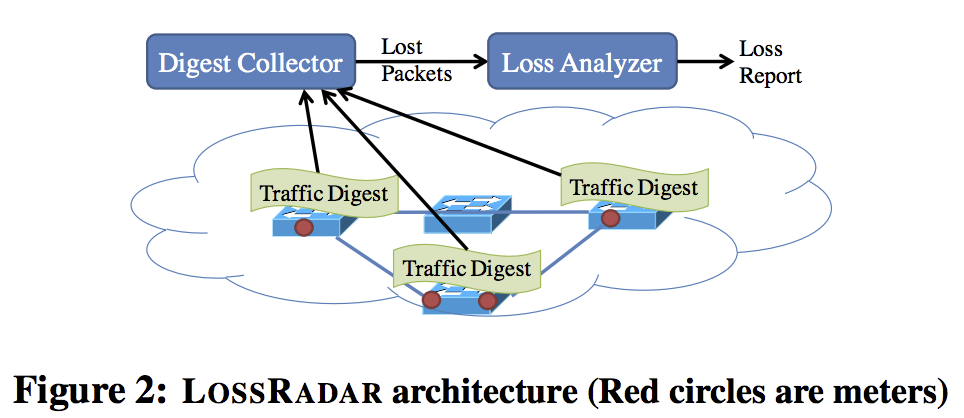 Digest Collector
Lost
Packets
Loss Analyzer
Loss
Report
Traffic Digest
Traffic Digest
Traffic Digest
Figure 2: LOSSRADAR architecture (Red circles are meters)